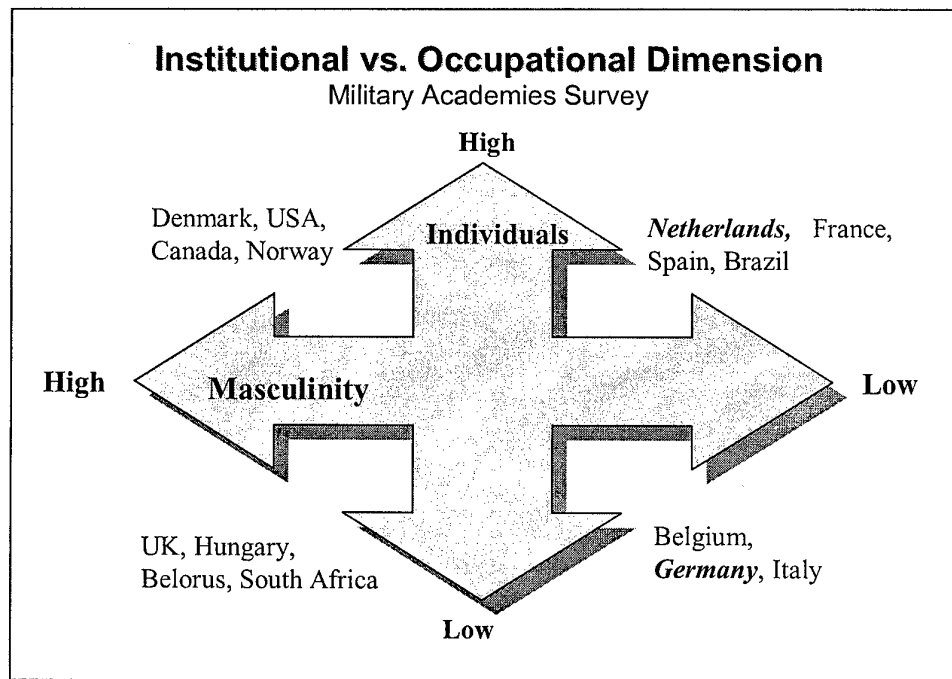 Institutional vs. Occupational Dimension
Military Academies Survey
High
Denmark, USA,
Canada, Norway
Individuals
Netherlands, France,
Spain, Brazil
High
Masculinity
Low
UK, Hungary,
Belorus, South Africa
Belgium,
Germany, Italy
Low